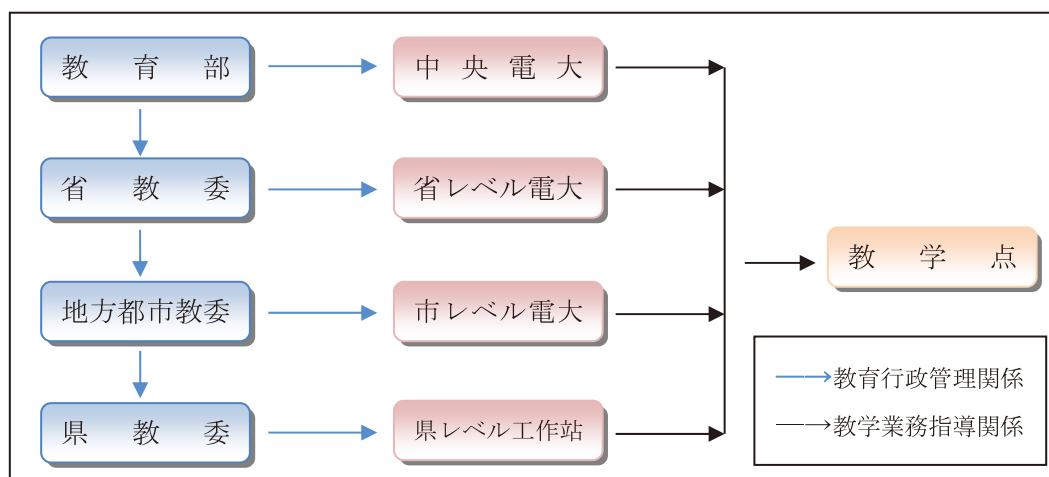 教育部
中央電大
省教委
省レベル電大
教学点
地方都市教委
市レベル電大
教育行政管理関係
県教委
県レベル工作站
教学業務指導関係